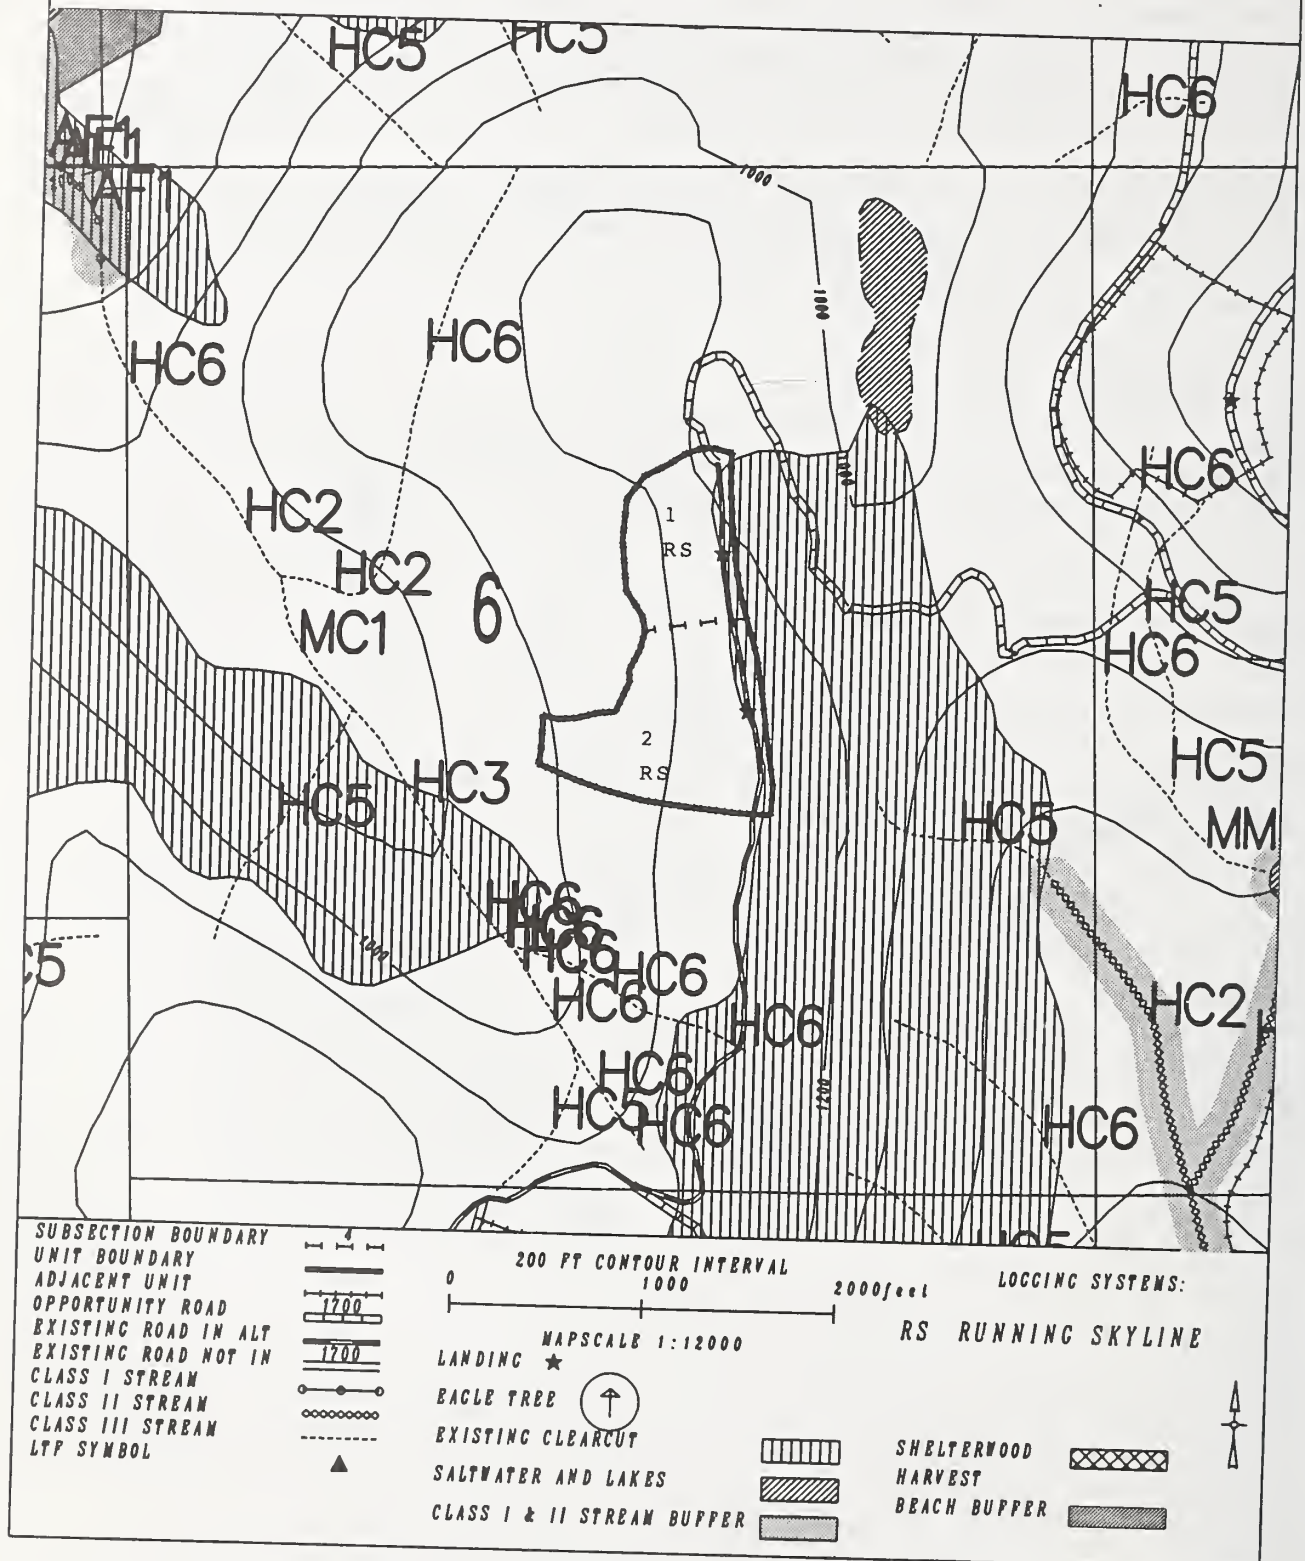 HC5
HC5
HC6
AF1
AF1
1000
1000
HC6
HC6
HC6
1000
HC2
1
RS
HC2
6
HC5
MC1
HC6
2
RS
HC5
HC3
HC5
HC5
MM
HC6
HC6
HC6
1000
C5
HC6
HC6
HC2
HC6
HC6
1200
HC5
HC6
HC6
HC5
SUBSECTION BOUNDARY
4
UNIT BOUNDARY
ADJACENT UNIT
OPPORTUNITY ROAD
1700
EXISTING ROAD IN ALT
EXISTING ROAD NOT IN
1700
CLASS I STREAM
CLASS II STREAM
CLASS III STREAM
LTF SYMBOL
200 FT CONTOUR INTERVAL
0 1000 2000feet
MAPSCALE 1:12000
LANDING
EAGLE TREE
EXISTING CLEARCUT
SALTWATER AND LAKES
CLASS I & II STREAM BUFFER
LOGGING SYSTEMS:
RS RUNNING SKYLINE
SHELTERWOOD
HARVEST
BEACH BUFFER